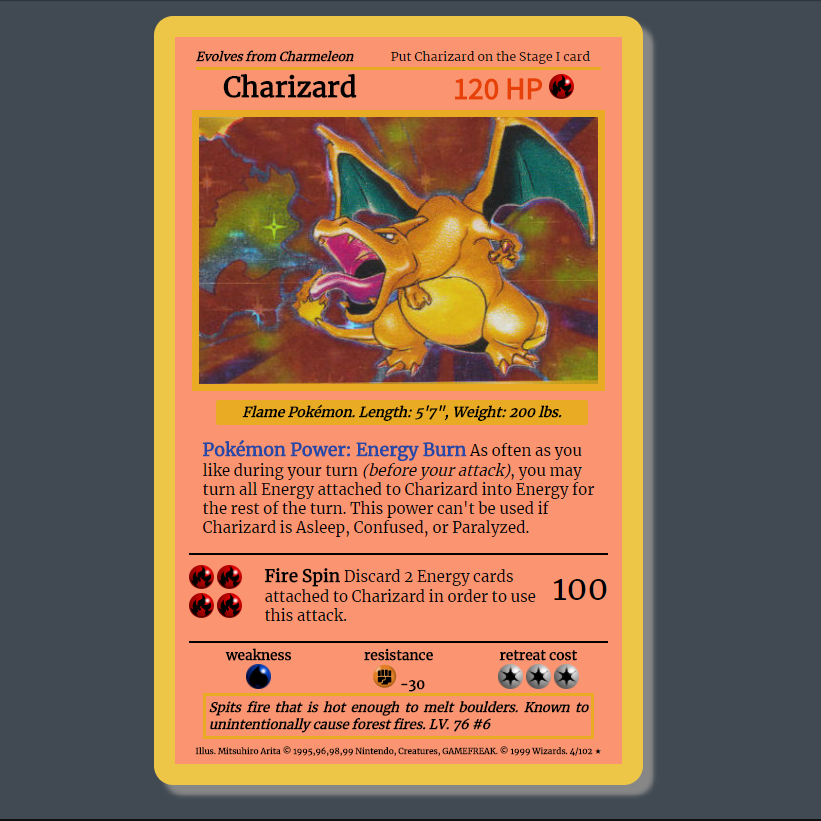 Evolves from Charmeleon
Put Charizard on the Stage I card
Charizard
120 HP
Flame Pokémon. Length: 5'7", Weight: 200 lbs.
Pokémon Power: Energy Burn As often as you
like during your turn (before your attack), you may
turn all Energy attached to Charizard into Energy for
the rest of the turn. This power can't be used if
Charizard is Asleep, Confused, or Paralyzed.
Fire Spin Discard 2 Energy cards
attached to Charizard in order to use
this attack.
100
weakness
resistance
retreat cost
-30
Spits fire that is hot enough to melt boulders. Known to
unintentionally cause forest fires. LV. 76 #6
Illus. Mitsuhiro Arita © 1995,96,98,99 Nintendo, Creatures, GAMEFREAK. © 1999 Wizards. 4/102 ★